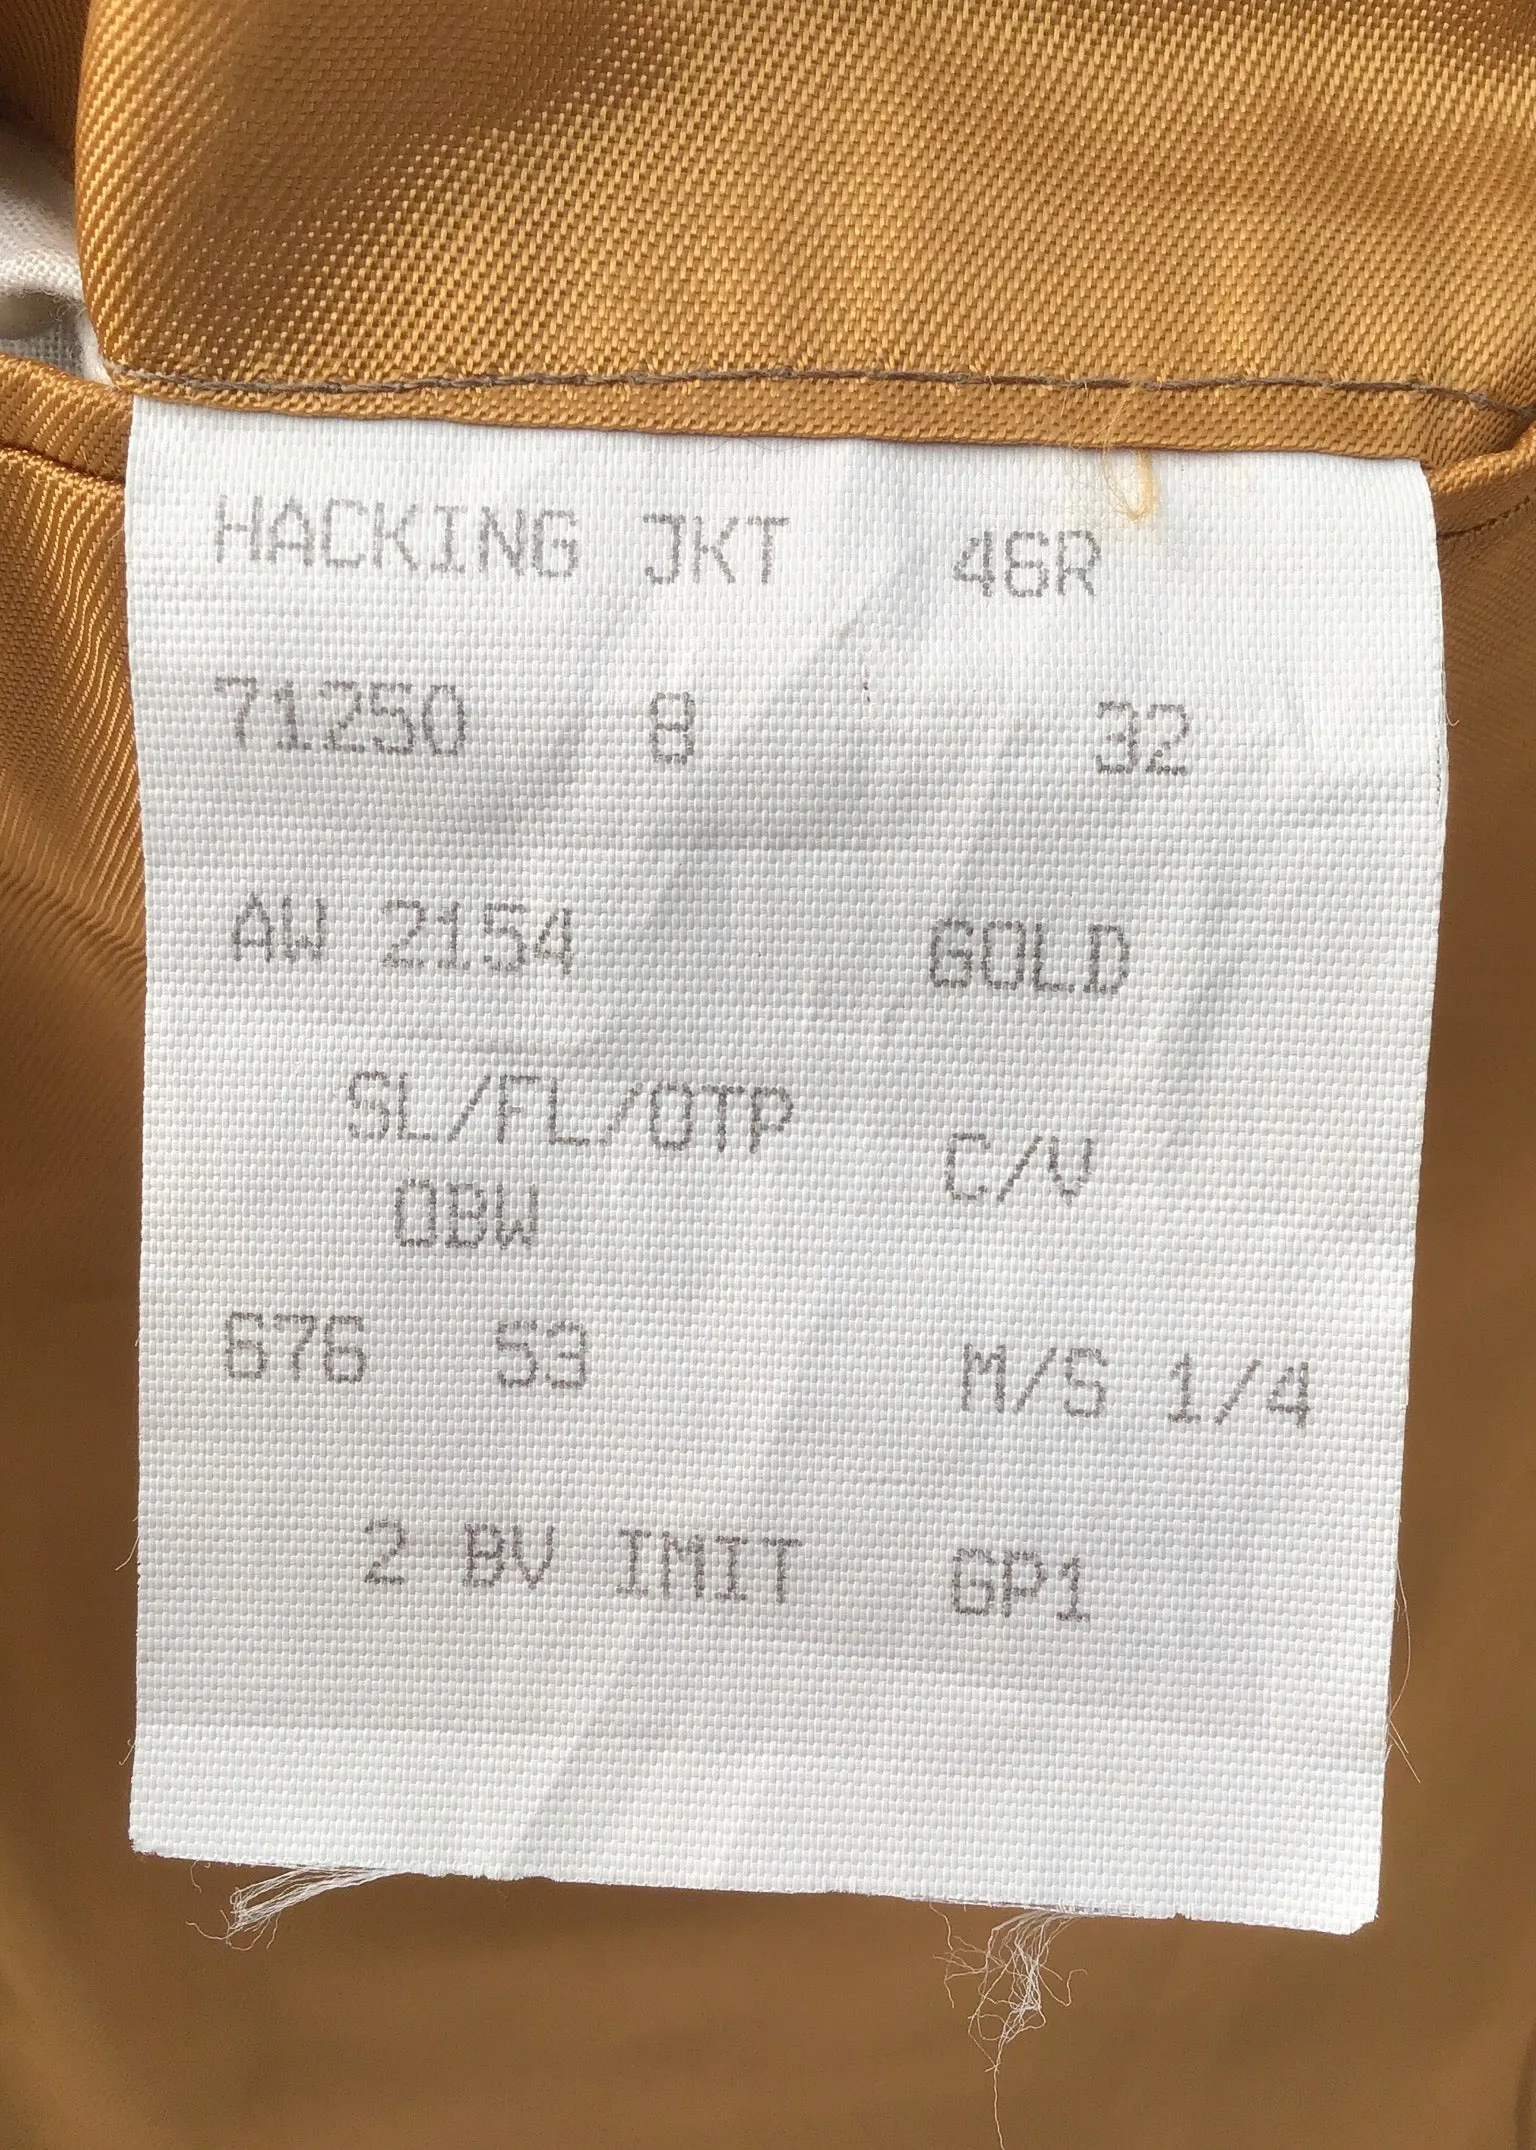 HACKING JKT 46R
71250 8 32
AW 2154 GOLD
SL/FL/OTP C/V
OBW
676 53 M/S 1/4
2 BV IMIT GP1